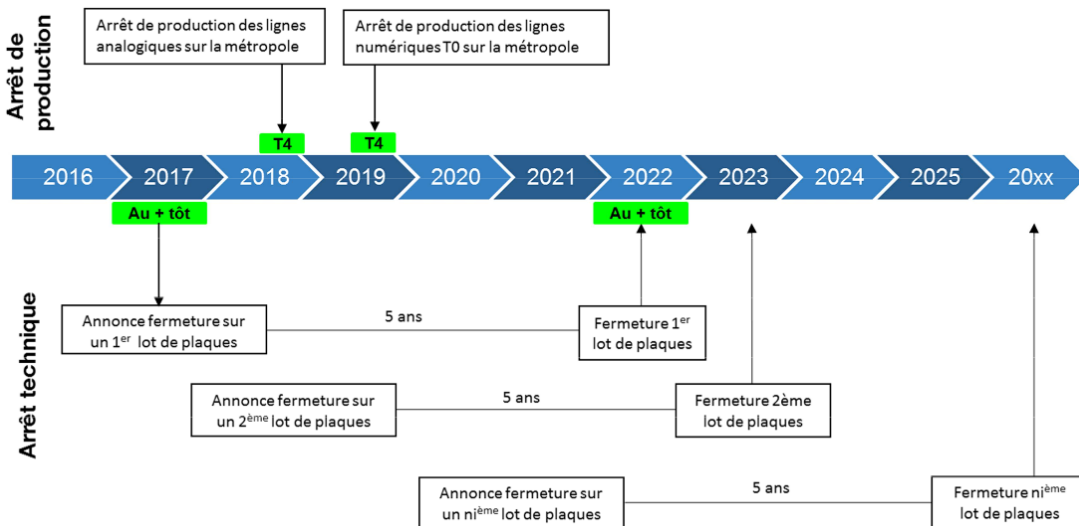 Arrêt de
production
Arrêt de production des lignes
analogiques sur la métropole
Arrêt de production des lignes
numériques T0 sur la métropole
T4
T4
2016
2017
2018
2019
2020
2021
2022
2023
2024
2025
20xx
Au + tôt
Au + tôt
Arrêt technique
Annonce fermeture sur
un 1er lot de plaques
5 ans
Fermeture 1er
lot de plaques
Annonce fermeture sur
un 2ème lot de plaques
5 ans
Fermeture 2ème
lot de plaques
Annonce fermeture sur
un nième lot de plaques
5 ans
Fermeture nième
lot de plaques